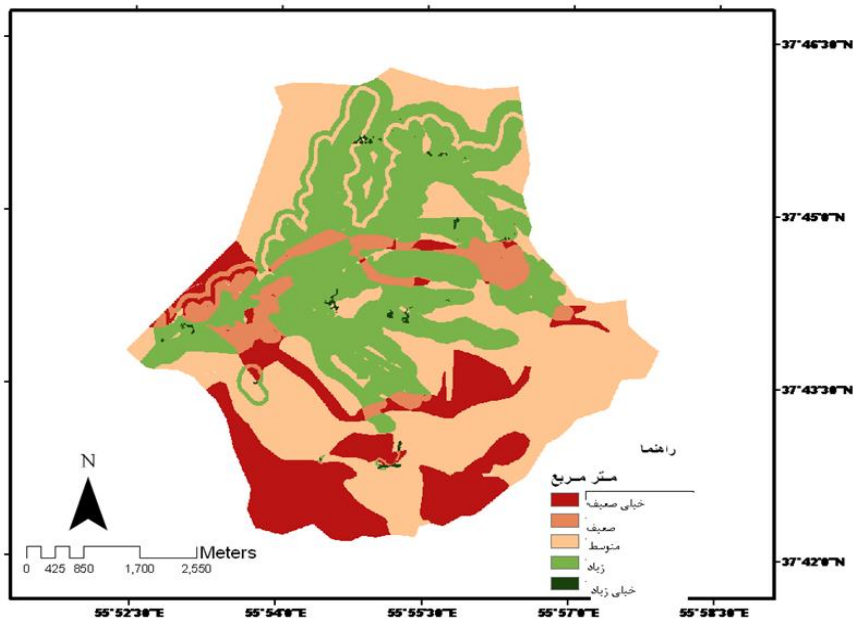 37°46'30"N
37°45'0"N
37°43'30"N
37°42'0"N
N
راهنما
متر مربع
خیلی ضعیف
ضعیف
متوسط
زیاد
خیلی زیاد
Meters
0 425 850 1,700 2,550
55°52'30"E 55°54'0"E 55°55'30"E 55°57'0"E 55°58'30"E